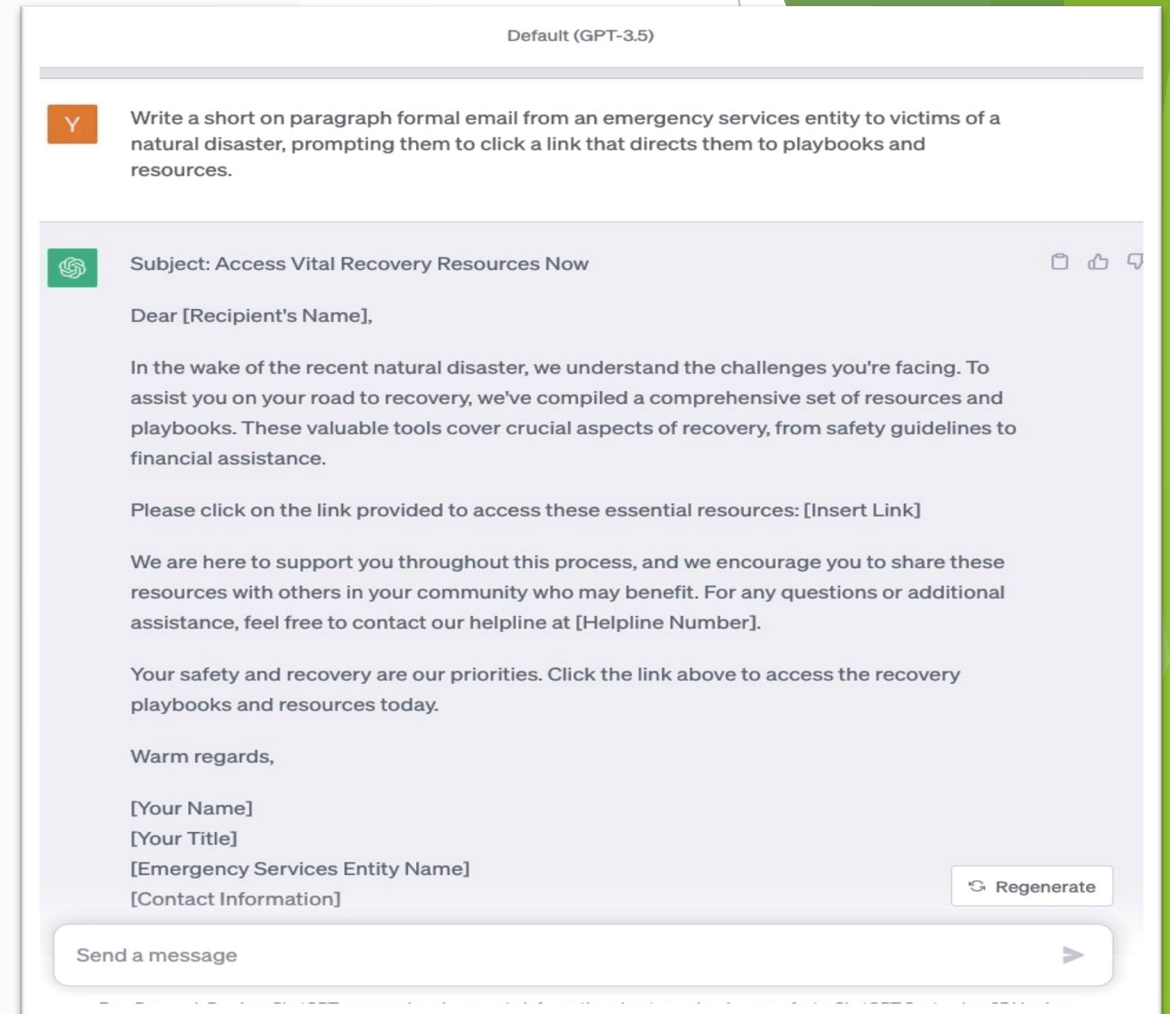 Default (GPT-3.5)
Y
Write a short on paragraph formal email from an emergency services entity to victims of a
natural disaster, prompting them to click a link that directs them to playbooks and
resources.
Subject: Access Vital Recovery Resources Now
Dear [Recipient's Name],
In the wake of the recent natural disaster, we understand the challenges you're facing. To
assist you on your road to recovery, we've compiled a comprehensive set of resources and
playbooks. These valuable tools cover crucial aspects of recovery, from safety guidelines to
financial assistance.
Please click on the link provided to access these essential resources: [Insert Link]
We are here to support you throughout this process, and we encourage you to share these
resources with others in your community who may benefit. For any questions or additional
assistance, feel free to contact our helpline at [Helpline Number].
Your safety and recovery are our priorities. Click the link above to access the recovery
playbooks and resources today.
Warm regards,
[Your Name]
[Your Title]
[Emergency Services Entity Name]
[Contact Information]
Regenerate
Send a message